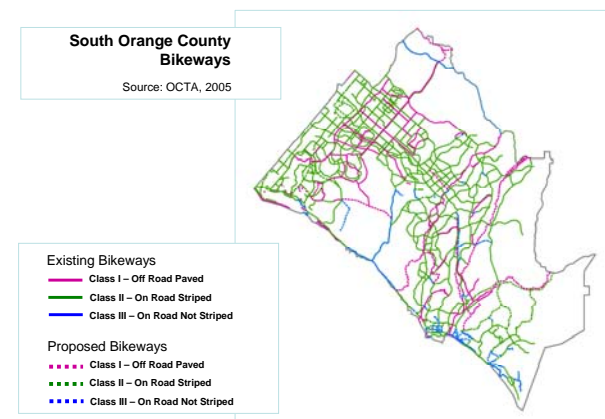 South Orange County
Bikeways
Source: OCTA, 2005
Existing Bikeways
Class I – Off Road Paved
Class II – On Road Striped
Class III – On Road Not Striped
Proposed Bikeways
Class I – Off Road Paved
Class II – On Road Striped
Class III – On Road Not Striped